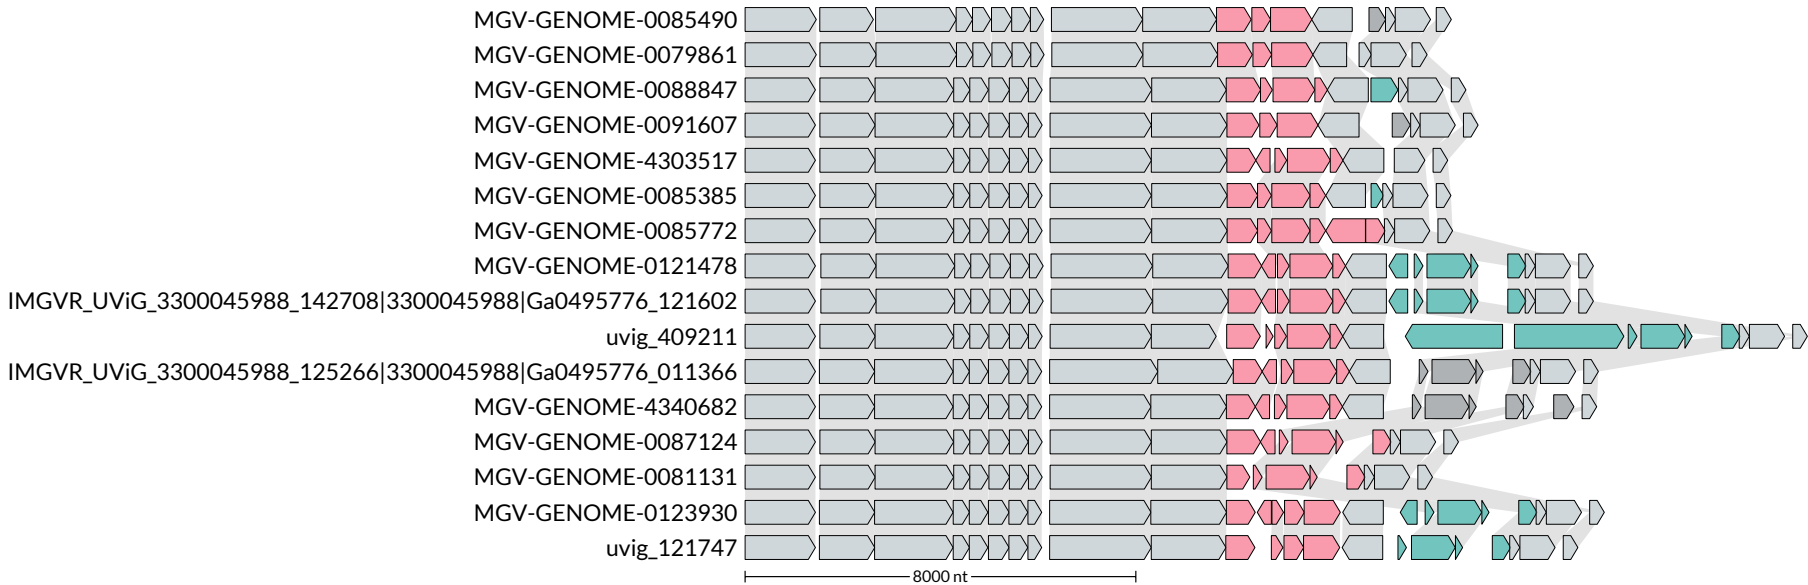 MGV-GENOME-0085490
MGV-GENOME-0079861
MGV-GENOME-0088847
MGV-GENOME-0091607
MGV-GENOME-4303517
MGV-GENOME-0085385
MGV-GENOME-0085772
MGV-GENOME-0121478
IMGVR_UViG_3300045988_142708|3300045988|Ga0495776_121602
uvig_409211
IMGVR_UViG_3300045988_125266|3300045988|Ga0495776_011366
MGV-GENOME-4340682
MGV-GENOME-0087124
MGV-GENOME-0081131
MGV-GENOME-0123930
uvig_121747
8000 nt